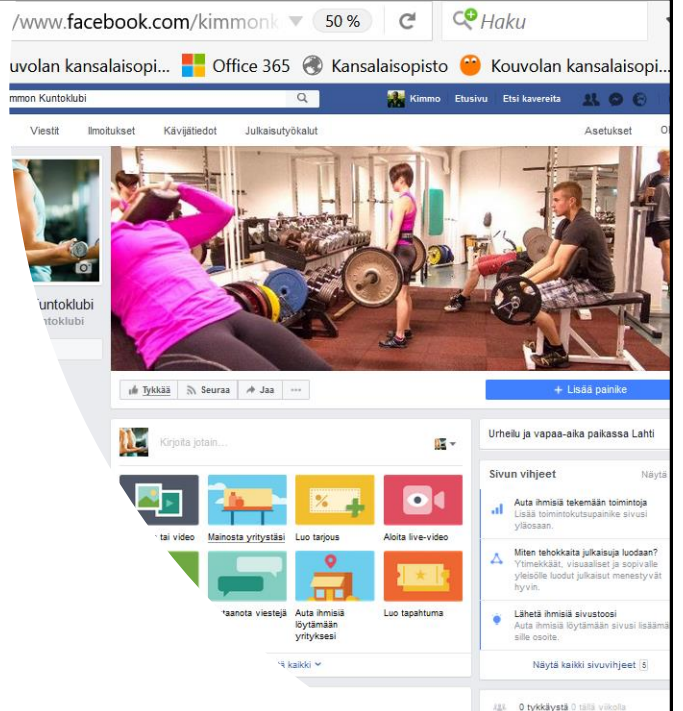 /www.facebook.com/kimmonk 50 % Haku
uvolan kansalaisopi... Office 365 Kansalaisopisto Kouvolan kansalaisopi...
mmon Kuntoklubi Kimmo Etusivu Etsi kavereita
Viestit Ilmoitukset Kävijätiedot Julkaisutyökalut Asetukset
untoklubi
ntoklubi
Tykkää Seuraa Jaa ... + Lisää painike
Kirjoita jotain...
Urheilu ja vapaa-aika paikassa Lahti
Sivun vihjeet Näytä
tai video Mainosta yritystäsi Luo tarjous Aloita live-video
Auta ihmisiä tekemään toimintoja
Lisää toimintokutsupainike sivusi
yläosaan.
Miten tehokkaita julkaisuja luodaan?
Ytimekkäät, visuaaliset ja sopivalle
yleisölle luodut julkaisut menestyvät
hyvin.
taanota viestejä Auta ihmisiä
löytämään
yrityksesi
Luo tapahtuma
Lähetä ihmisiä sivustoosi
Auta ihmisiä löytämään sivusi lisäämä
sille osoite.
ä kaikki
Näytä kaikki sivuvihjeet 5
0 tykkäystä 0 tällä viikolla